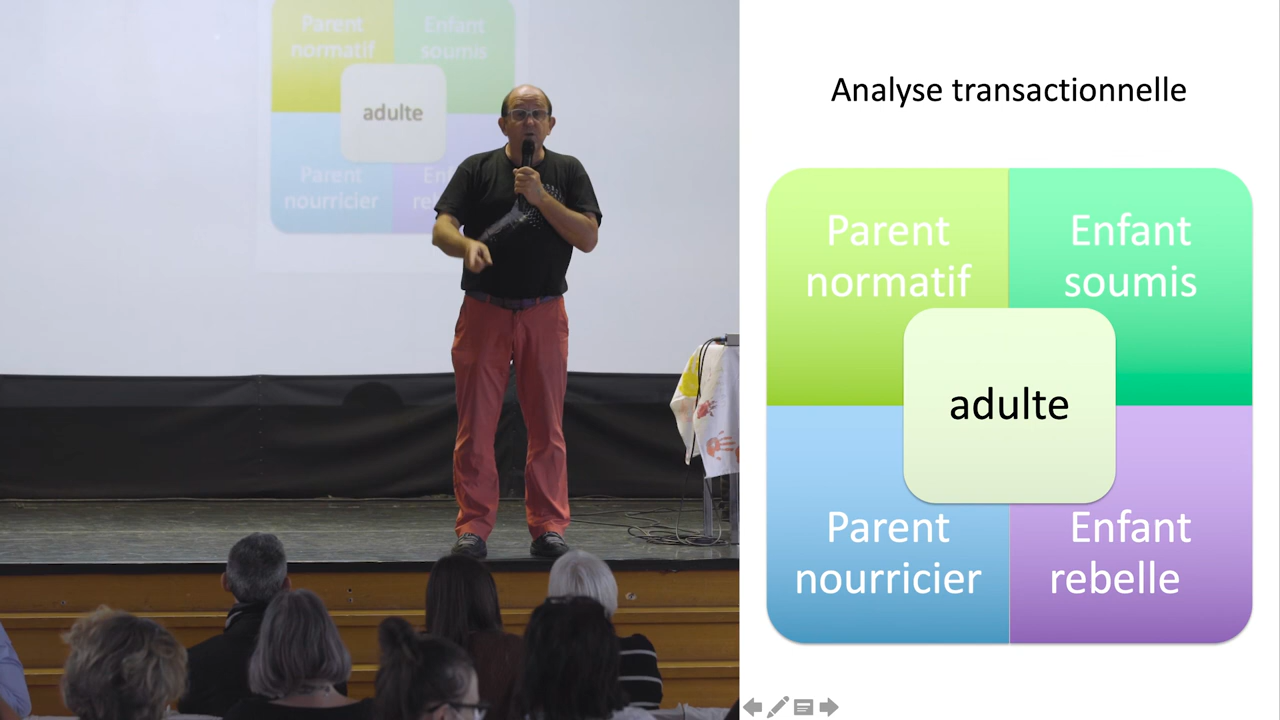 Parent
normatif
Enfant
soumis
adulte
Parent
nourricier
Analyse transactionnelle
Parent
normatif
Enfant
soumis
adulte
Parent
nourricier
Enfant
rebelle